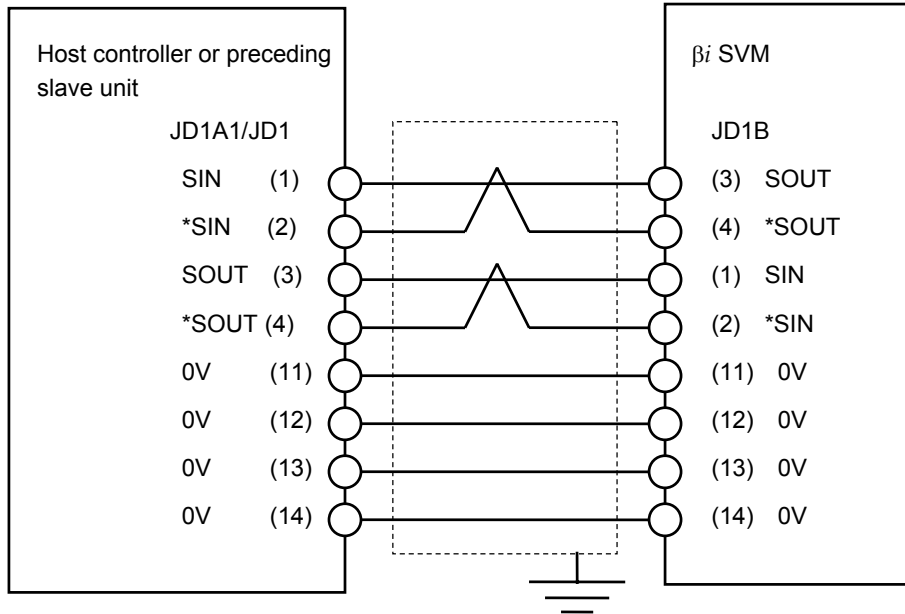 Host controller or preceding
slave unit
βi SVM
JD1A1/JD1
JD1B
SIN (1)
(3) SOUT
*SIN (2)
(4) *SOUT
SOUT (3)
(1) SIN
*SOUT (4)
(2) *SIN
0V (11)
(11) 0V
0V (12)
(12) 0V
0V (13)
(13) 0V
0V (14)
(14) 0V